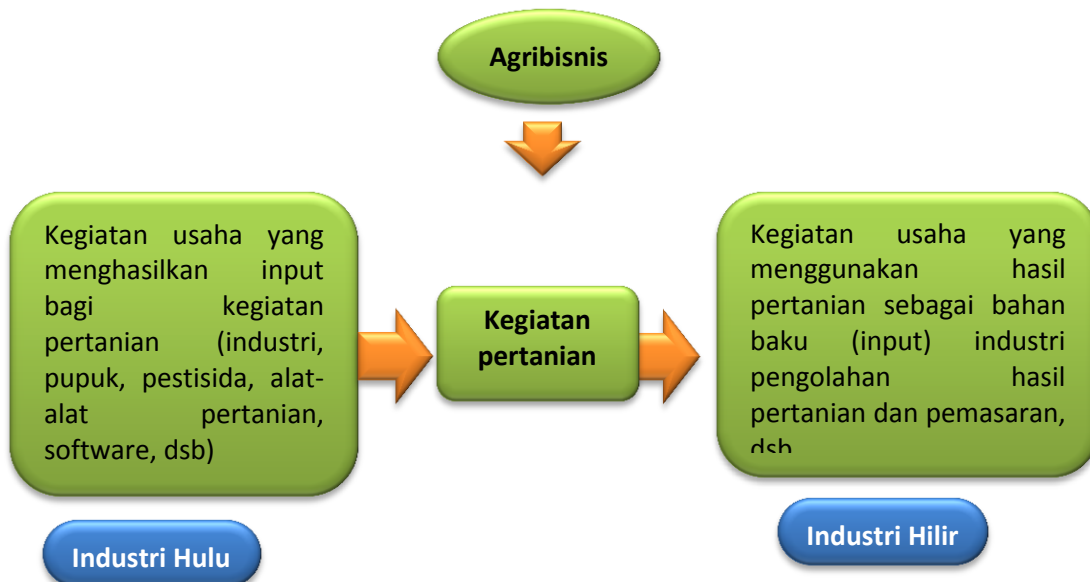 Agribisnis
Kegiatan usaha yang
menghasilkan input
bagi kegiatan
pertanian (industri,
pupuk, pestisida, alat-
alat pertanian,
software, dsb)
Industri Hulu
Kegiatan
pertanian
Kegiatan usaha yang
menggunakan hasil
pertanian sebagai bahan
baku (input) industri
pengolahan hasil
pertanian dan pemasaran,
dsb
Industri Hilir